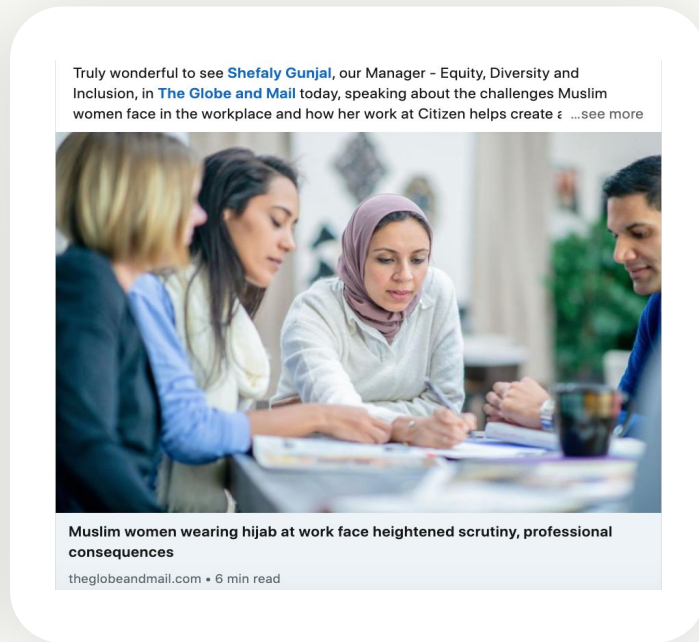 Truly wonderful to see Shefaly Gunjal, our Manager - Equity, Diversity and
Inclusion, in The Globe and Mail today, speaking about the challenges Muslim
women face in the workplace and how her work at Citizen helps create ...see more
Muslim women wearing hijab at work face heightened scrutiny, professional
consequences
theglobeandmail.com • 6 min read